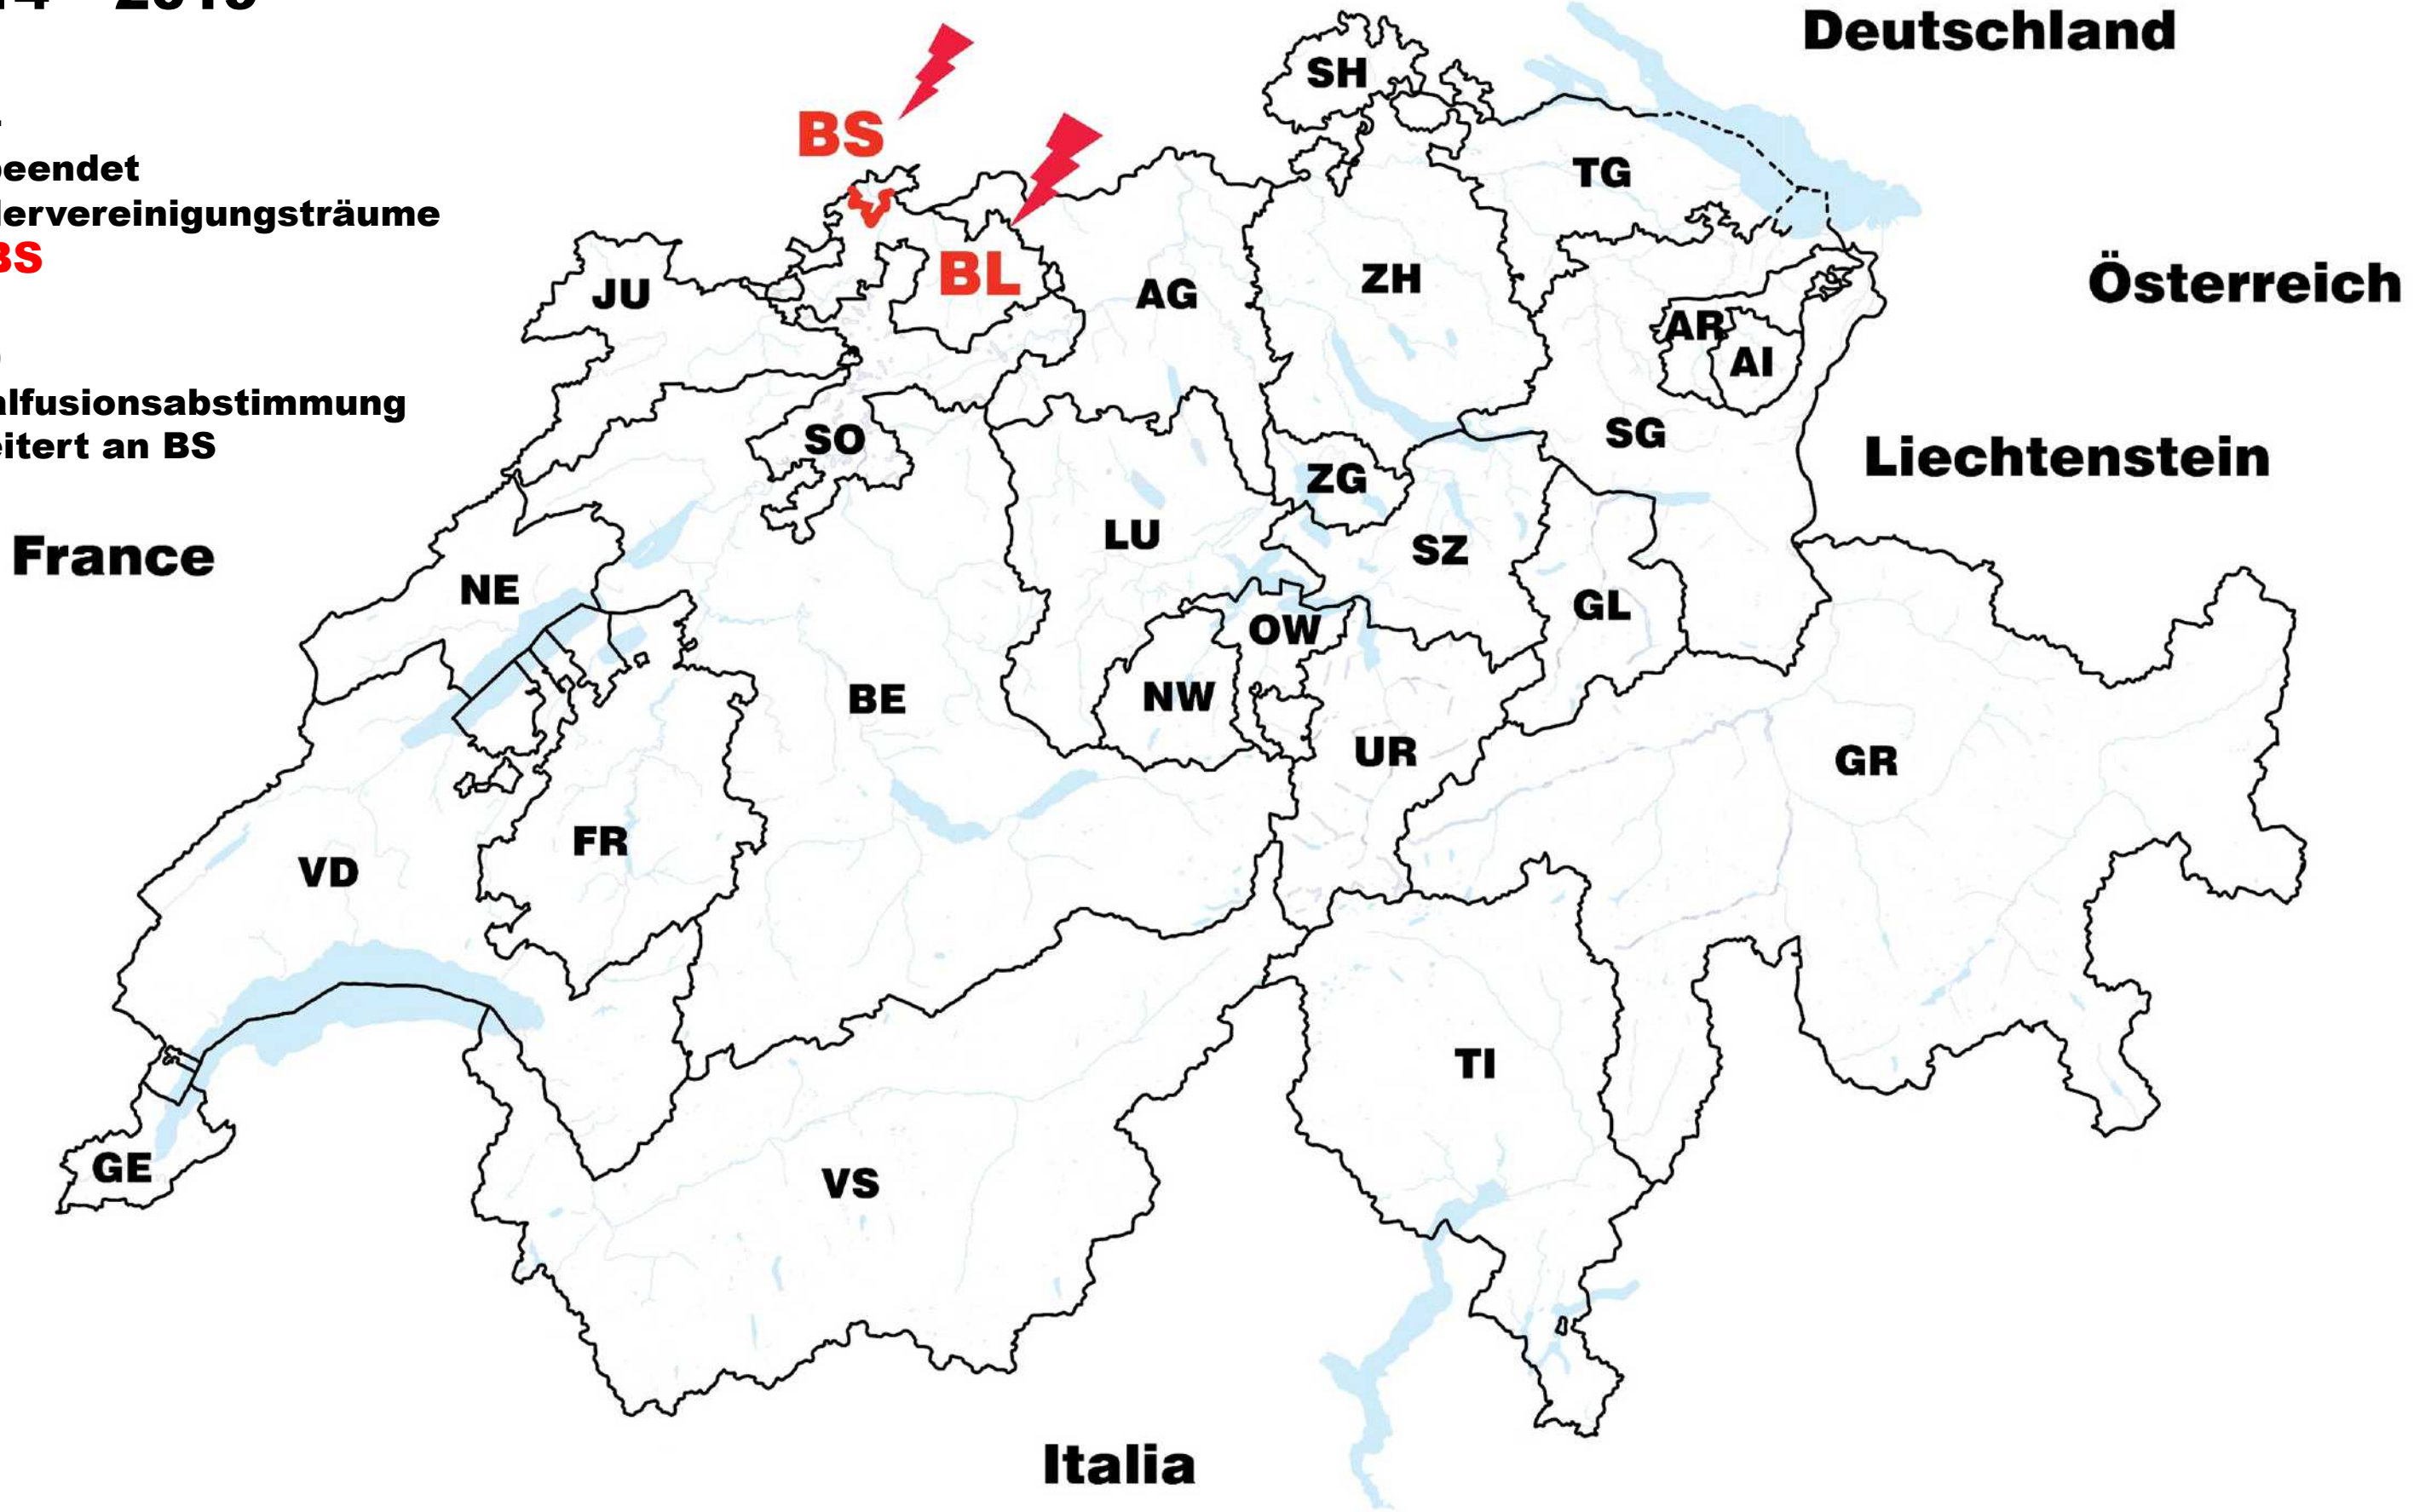 2019
Deutschland
SH
BS
beendet
TG
dervereinigungsträume
BS
BL
ZH
Österreich
JU
AG
AR
AI
alfusionsabstimmung
eitert an BS
SO
SG
Liechtenstein
ZG
LU
France
SZ
NE
GL
OW
BE
NW
UR
GR
FR
VD
TI
GE
VS
Italia